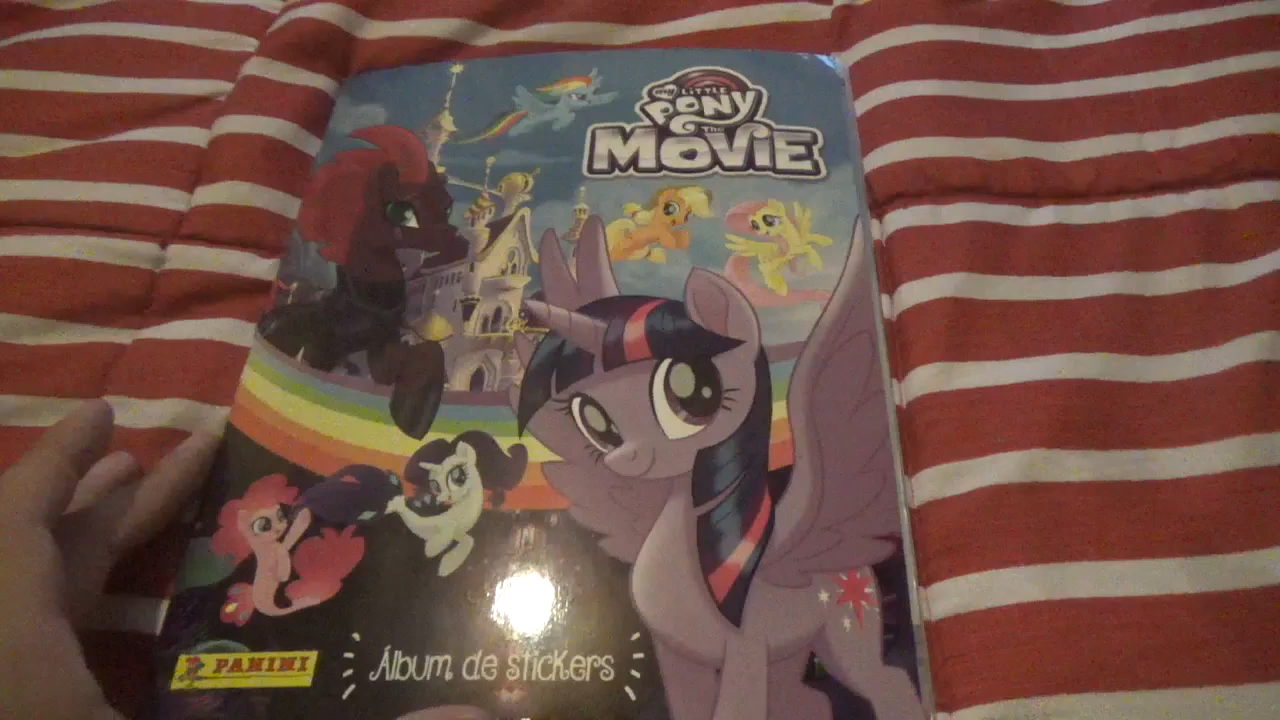 my LiTTLE
PONY
THE
MOViE
PANINI
Álbum de stickers